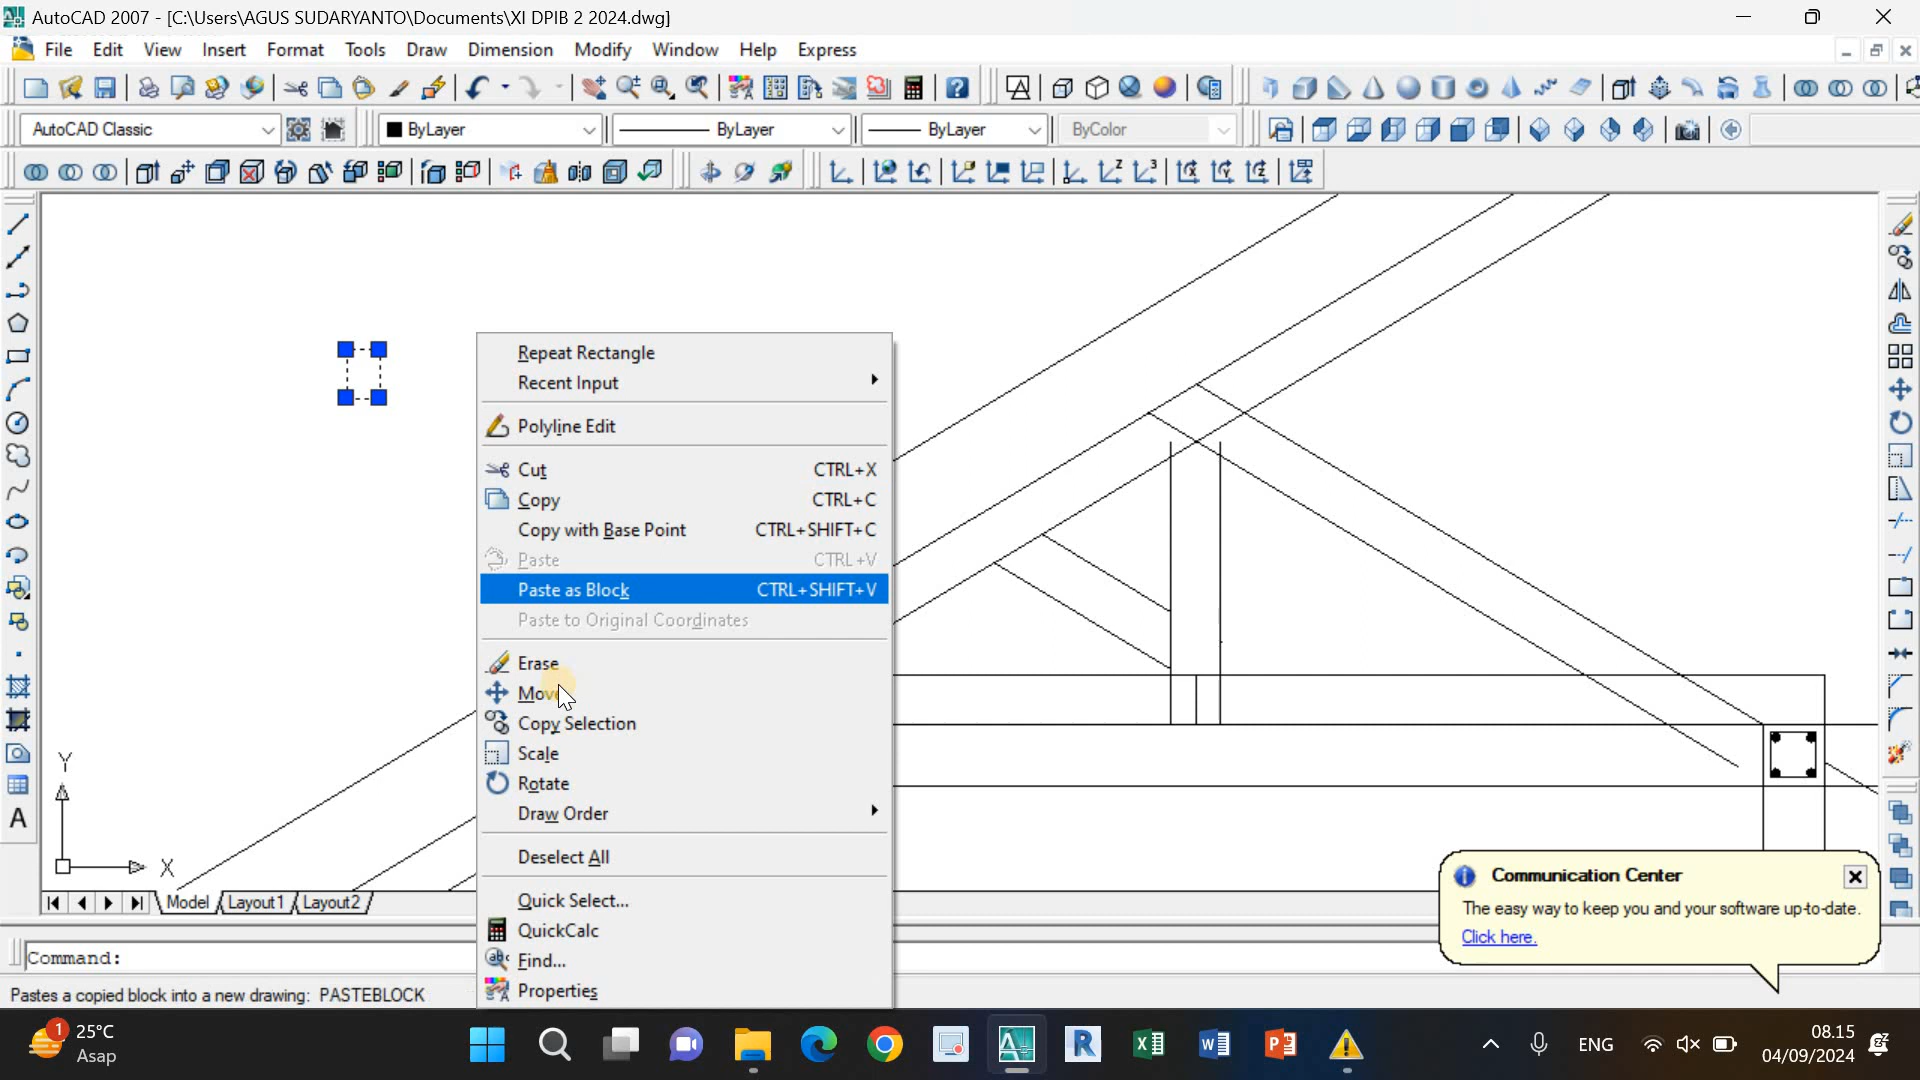 AutoCAD 2007 - [C:\Users\AGUS SUDARYANTO\Documents\XI DPIB 2 2024.dwg]
File Edit View Insert Format Tools Draw Dimension Modify Window Help Express
AutoCAD Classic ByLayer ByLayer ByLayer ByColor
Repeat Rectangle
Recent Input
Polyline Edit
Cut CTRL+X
Copy CTRL+C
Copy with Base Point CTRL+SHIFT+C
Paste CTRL+V
Paste as Block CTRL+SHIFT+V
Paste to Original Coordinates
Erase
Move
Copy Selection
Scale
Rotate
Draw Order
Deselect All
Quick Select...
QuickCalc
Find...
Properties
Y
X
Model Layout1 Layout2
Communication Center
The easy way to keep you and your software up-to-date.
Click here.
Command:
Pastes a copied block into a new drawing: PASTEBLOCK
1 25°C
Asap
ENG
08.15
04/09/2024